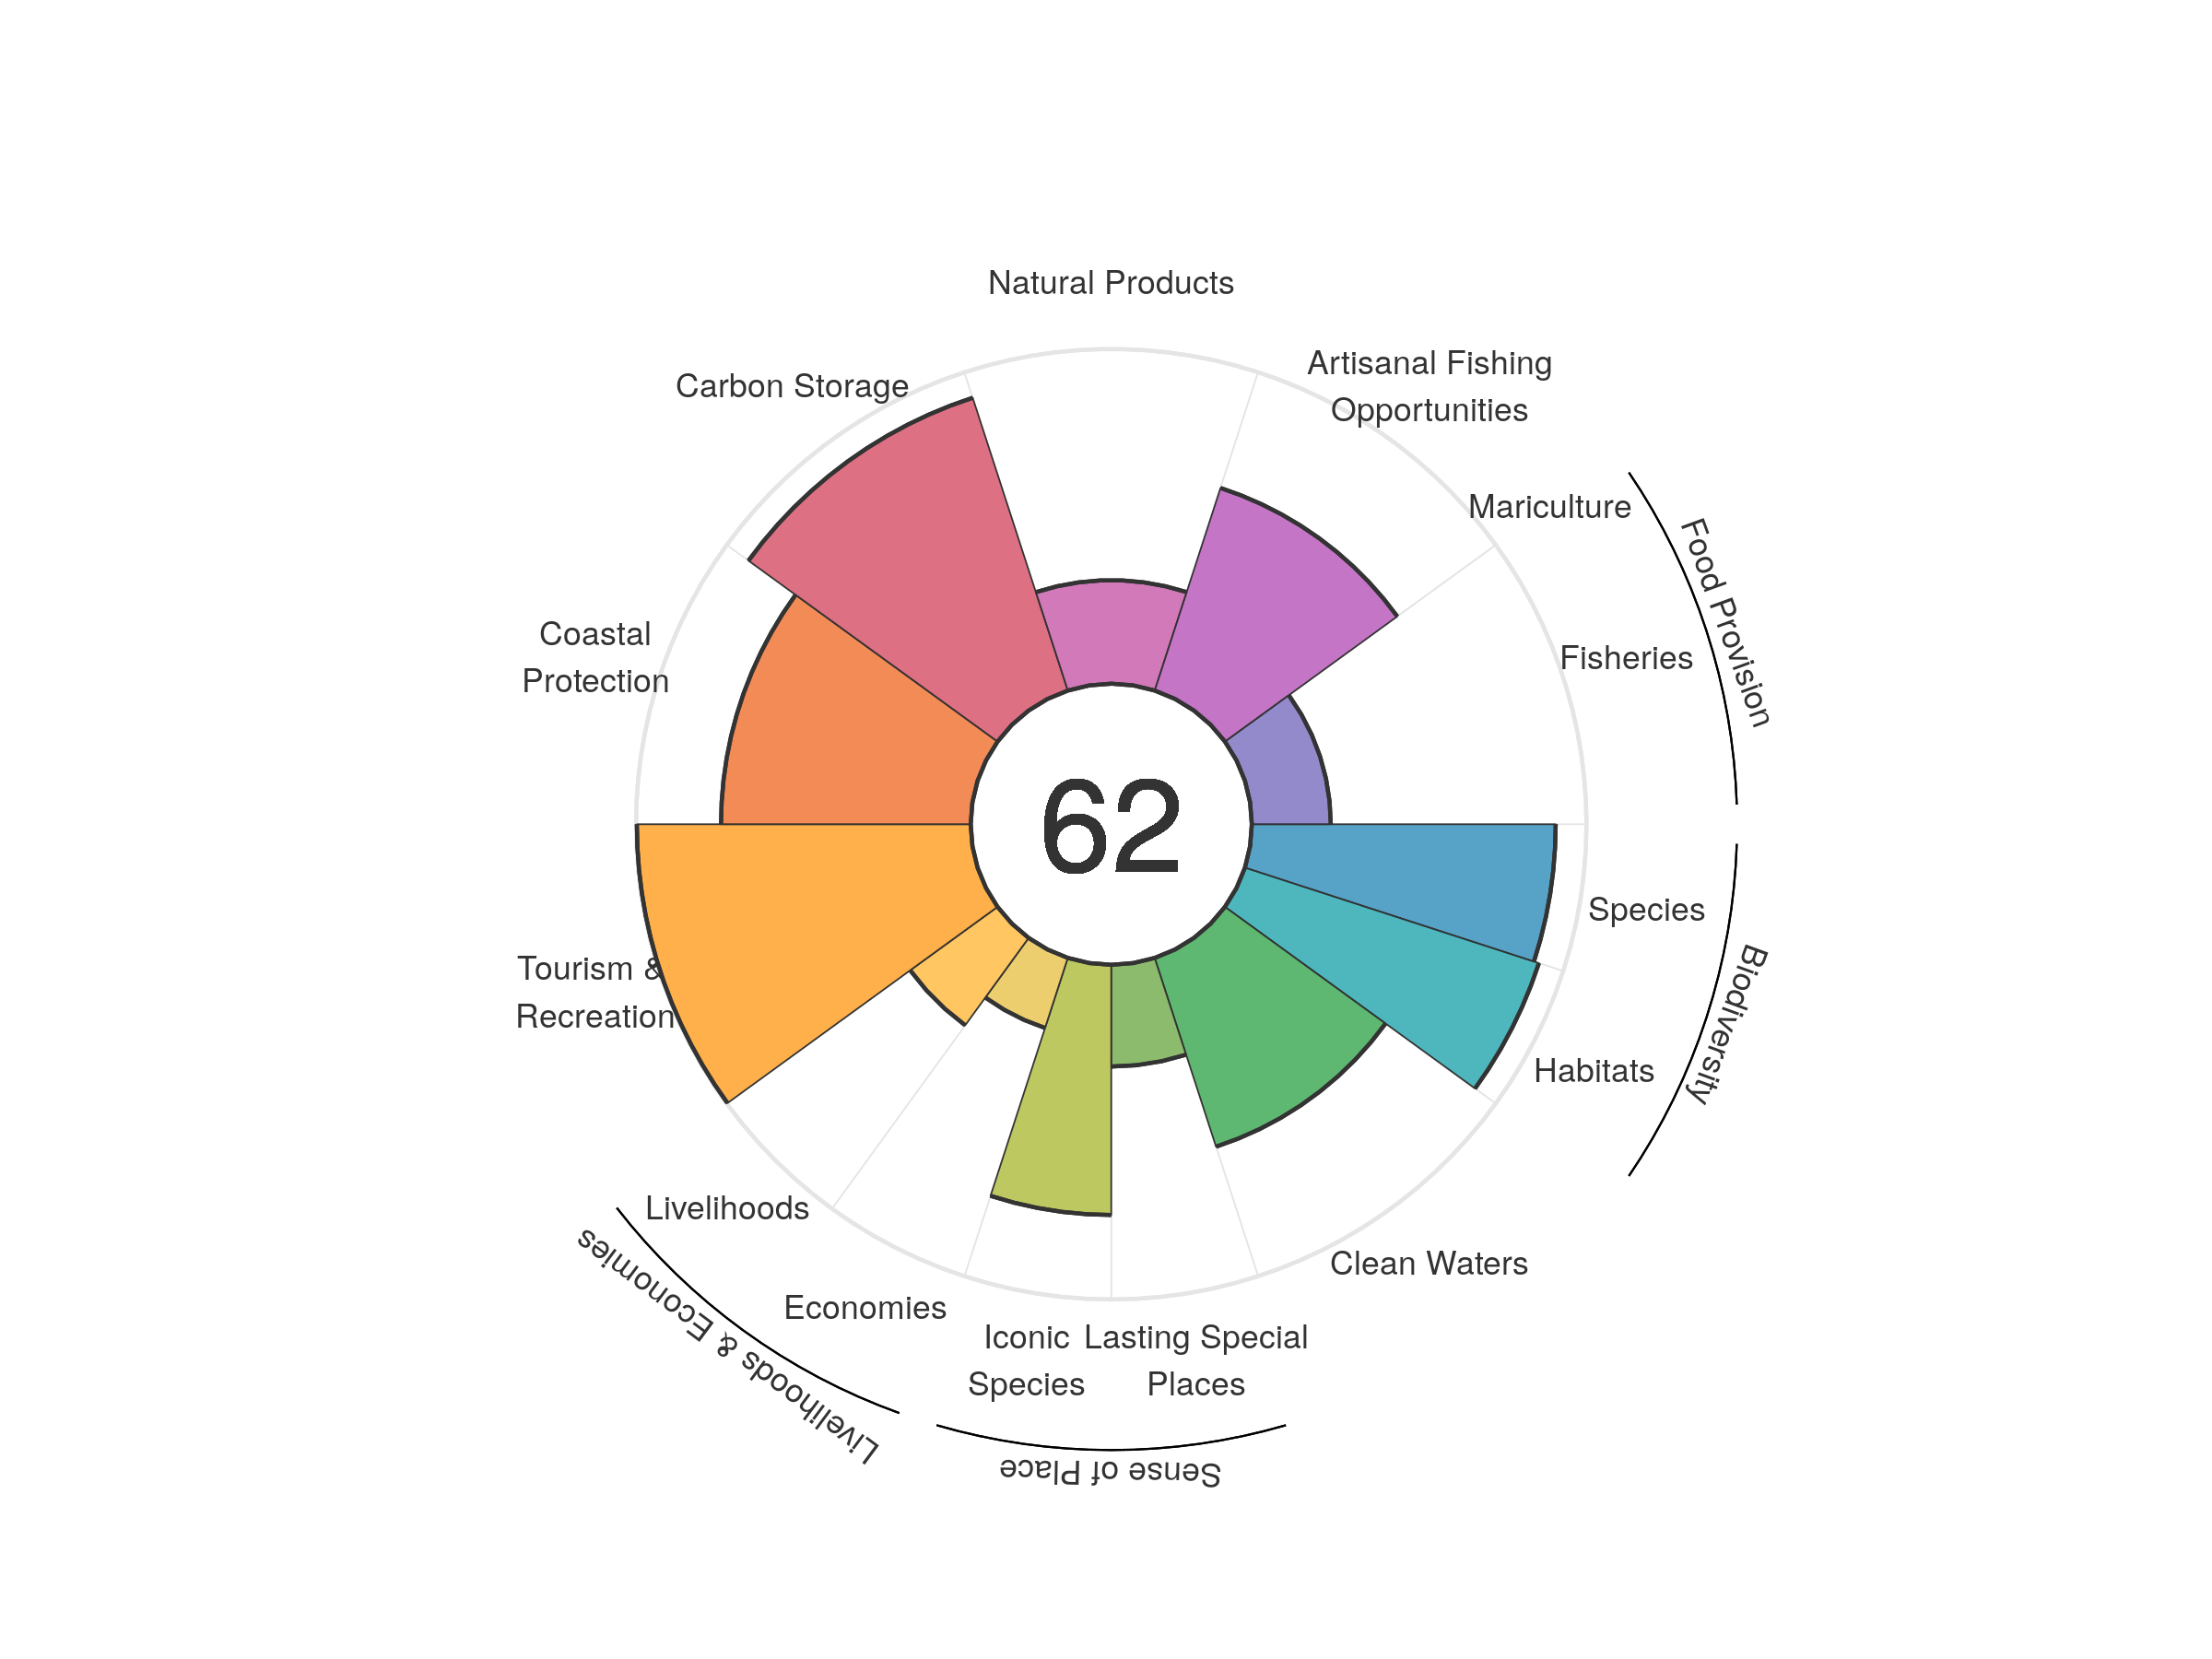 Natural Products
Artisanal Fishing
Opportunities
Carbon Storage
Mariculture
Food Provision
Coastal
Protection
Fisheries
62
Species
Biodiversity
Tourism &
Recreation
Habitats
Livelihoods
Clean Waters
Livelihoods & Economies
Economies
Iconic
Species
Lasting Special
Places
Sense of Place